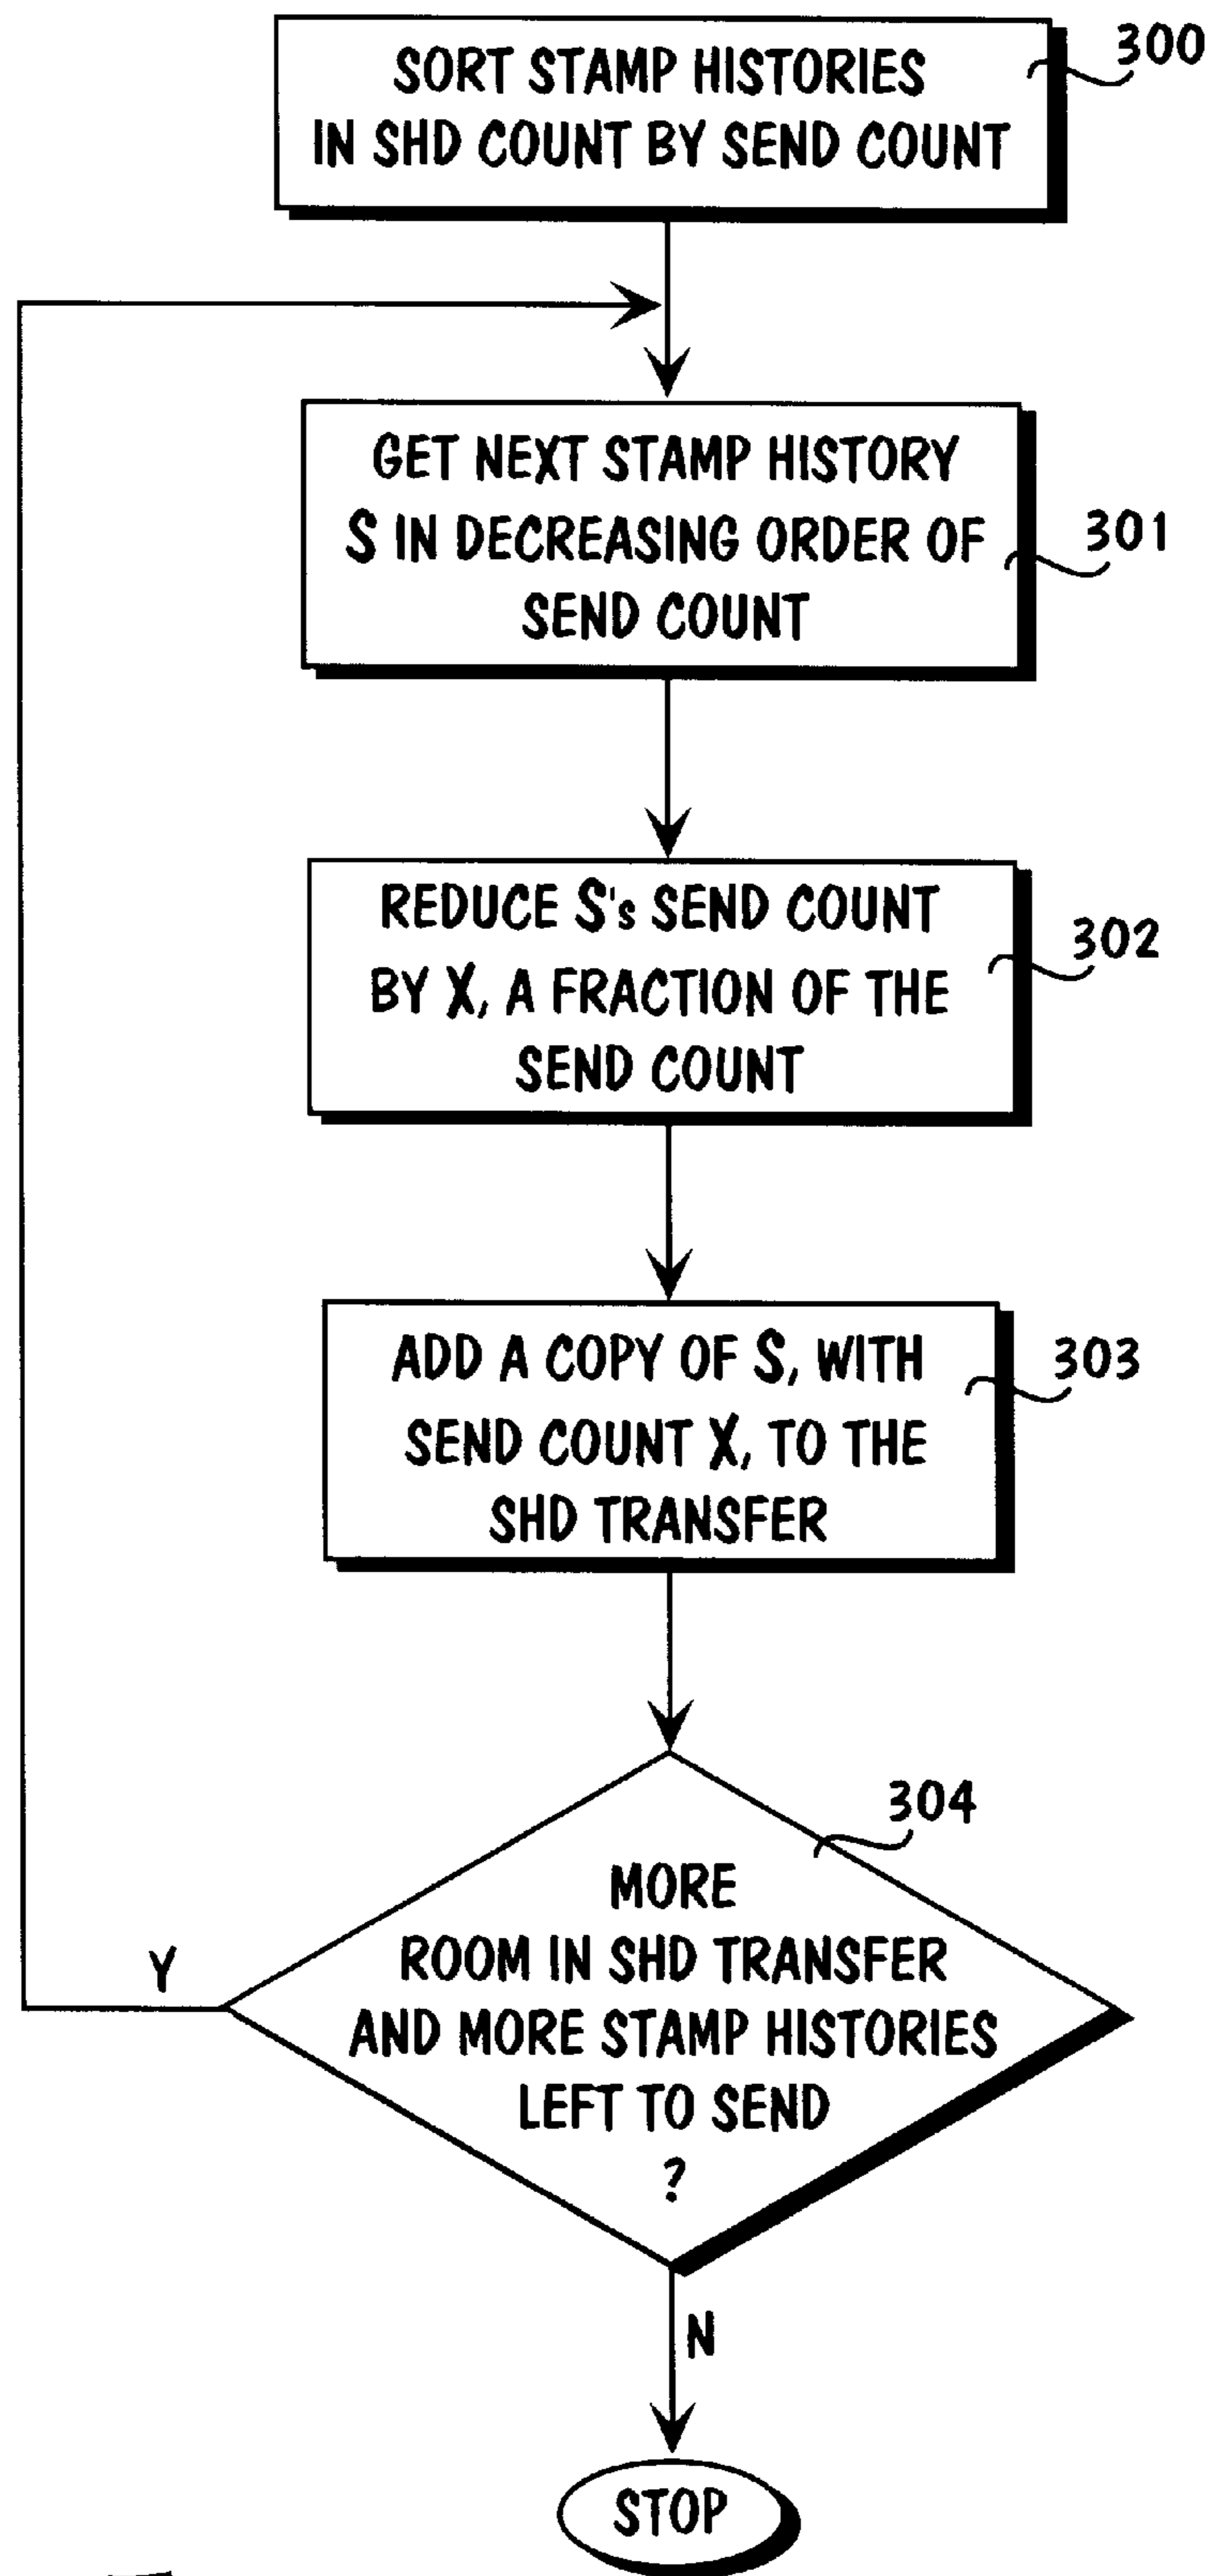 SORT STAMP HISTORIES
IN SHD COUNT BY SEND COUNT
300
GET NEXT STAMP HISTORY
S IN DECREASING ORDER OF
SEND COUNT
301
REDUCE S's SEND COUNT
BY X, A FRACTION OF THE
SEND COUNT
302
ADD A COPY OF S, WITH
SEND COUNT X, TO THE
SHD TRANSFER
303
304
MORE
ROOM IN SHD TRANSFER
AND MORE STAMP HISTORIES
LEFT TO SEND
?
Y
N
STOP